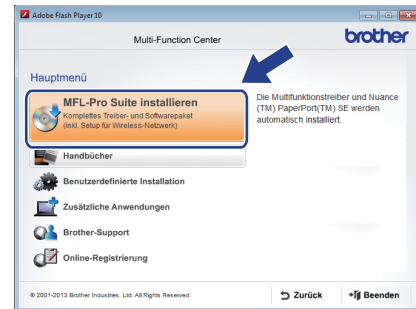 Adobe Flash Player 10
Multi-Function Center
brother
Hauptmenü
MFL-Pro Suite installieren
Komplettes Treiber- und Softwarepaket
(inkl. Setup für Wireless-Netzwerk)
Die Multifunktionstreiber und Nuance
(TM) PaperPort(TM) SE werden
automatisch installiert.
Handbücher
Benutzerdefinierte Installation
Zusätzliche Anwendungen
Brother-Support
Online-Registrierung
© 2001-2013 Brother Industries, Ltd. All Rights Reserved.
Zurück
Beenden